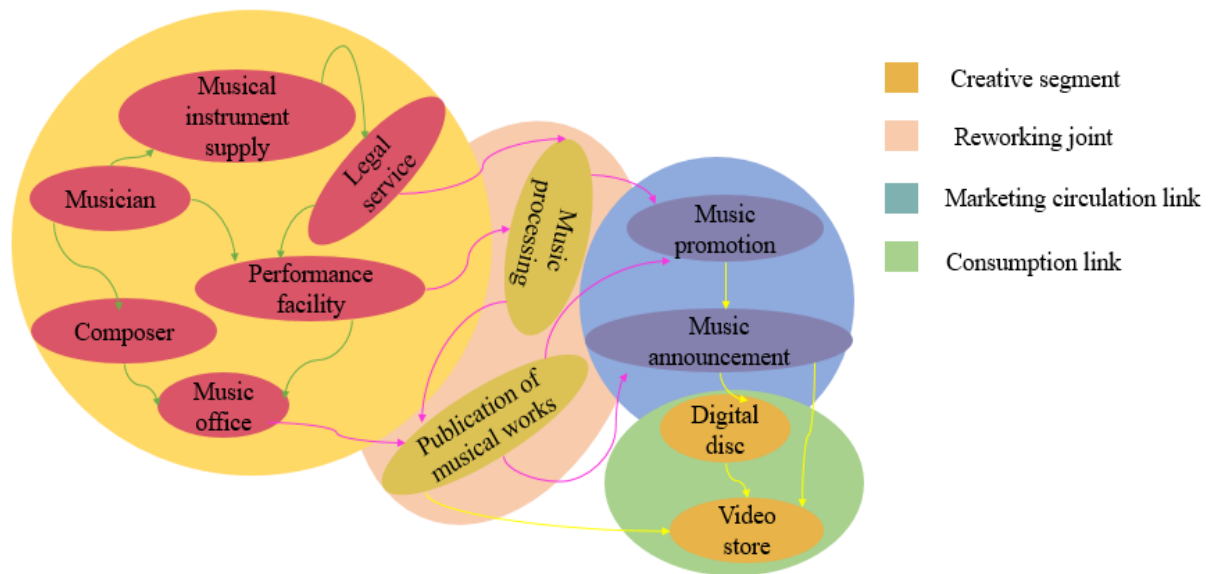 Musical
instrument
supply
Legal
service
Musician
Performance
facility
Composer
Music
office
Music
processing
Publication of
musical works
Music
promotion
Music
announcement
Digital
disc
Video
store
Creative segment
Reworking joint
Marketing circulation link
Consumption link